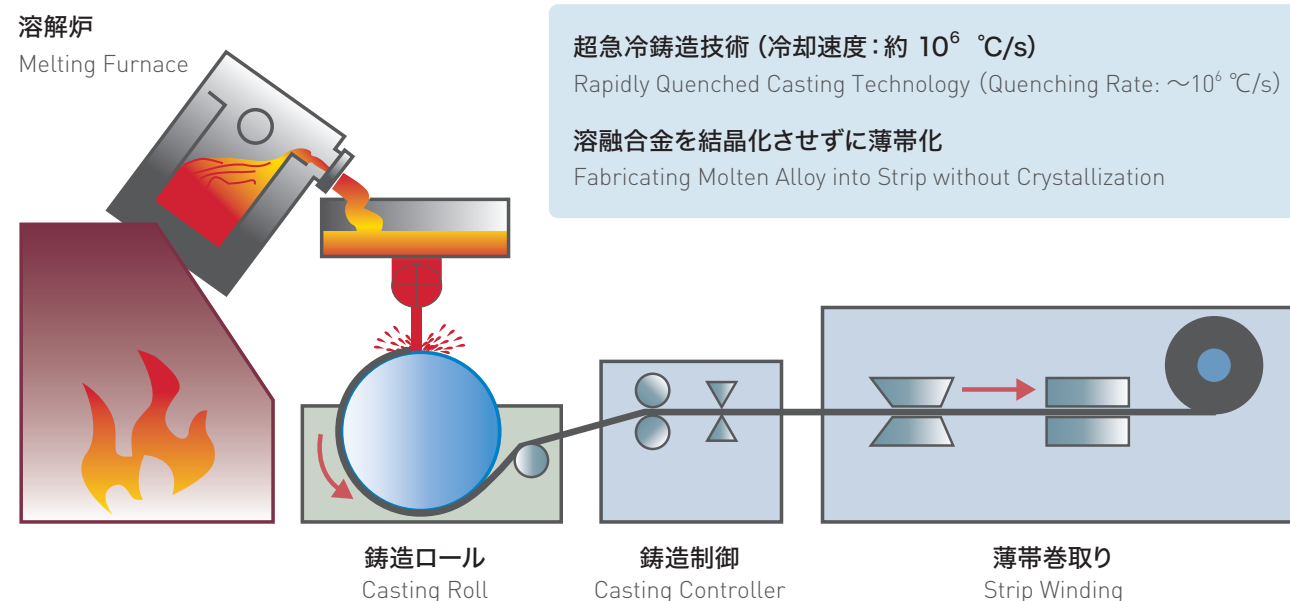 溶解炉
Melting Furnace
超急冷鋳造技術（冷却速度：約 10⁶ ℃/s）
Rapidly Quenched Casting Technology（Quenching Rate: ～10⁶ ℃/s）
溶融合金を結晶化させずに薄帯化
Fabricating Molten Alloy into Strip without Crystallization
鋳造ロール
Casting Roll
鋳造制御
Casting Controller
薄帯巻取り
Strip Winding